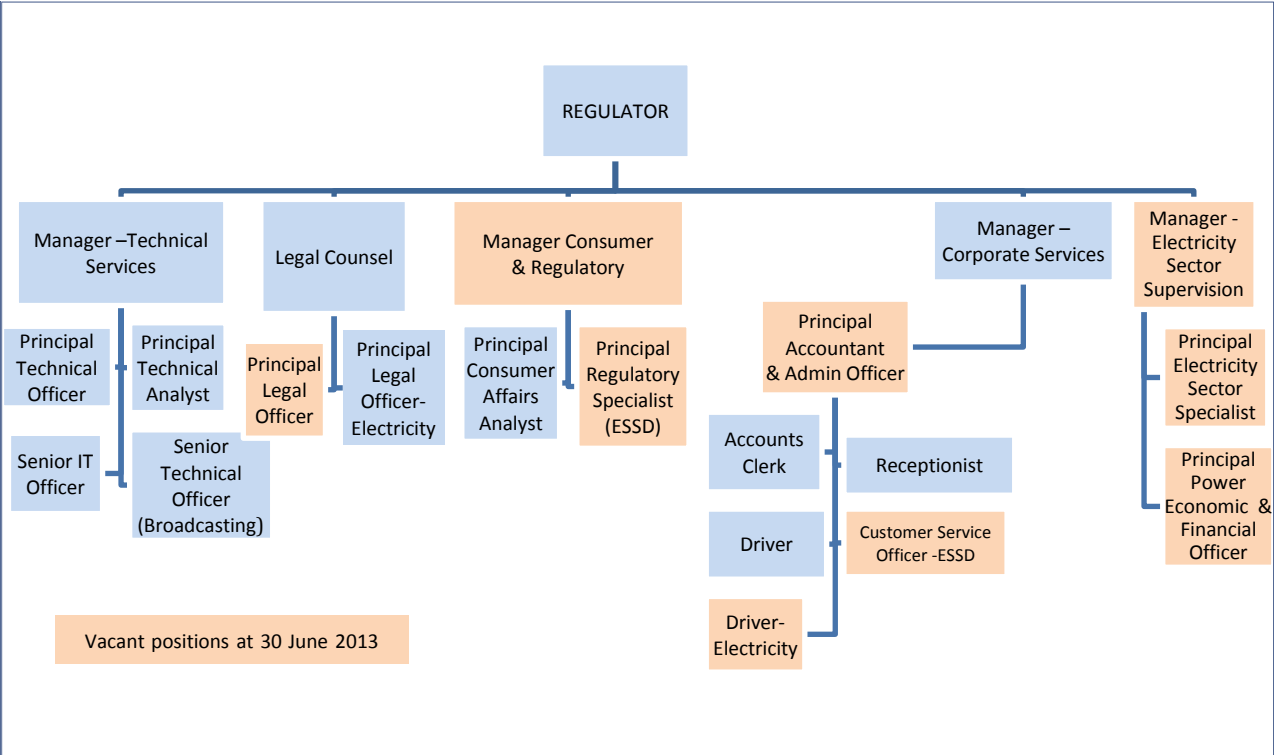 REGULATOR
Manager –Technical
Services
Legal Counsel
Manager Consumer
& Regulatory
Manager –
Corporate Services
Manager -
Electricity
Sector
Supervision
Principal
Technical
Officer
Principal
Technical
Analyst
Senior IT
Officer
Senior
Technical
Officer
(Broadcasting)
Principal
Legal
Officer
Principal
Legal
Officer-
Electricity
Principal
Consumer
Affairs
Analyst
Principal
Regulatory
Specialist
(ESSD)
Principal
Accountant
& Admin Officer
Accounts
Clerk
Receptionist
Driver
Customer Service
Officer -ESSD
Driver-
Electricity
Principal
Electricity
Sector
Specialist
Principal
Power
Economic &
Financial
Officer
Vacant positions at 30 June 2013